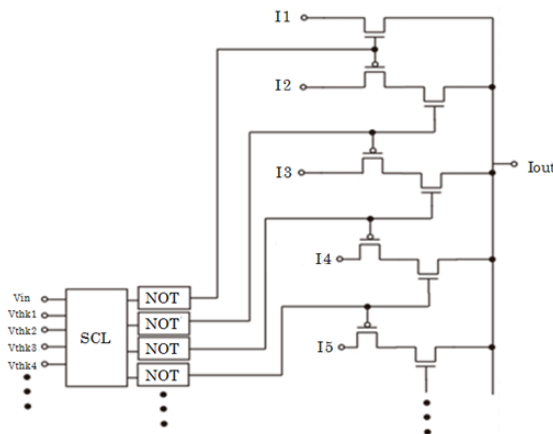 I1
I2
I3
Iout
I4
I5
Vin
Vthk1
Vthk2
Vthk3
Vthk4
SCL
NOT
NOT
NOT
NOT